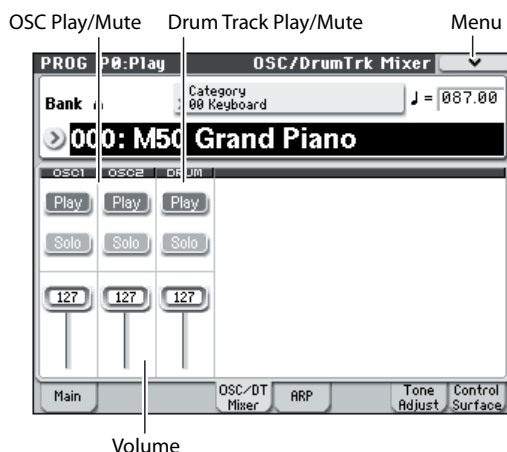 OSC Play/Mute Drum Track Play/Mute Menu
PROG P0:Play OSC/DrumTrk Mixer
Bank Category
00 Keyboard ♩= 087.00
000: M50 Grand Piano
OSC1 OSC2 DRUM
Play Play Play
Solo Solo Solo
127 127 127
Main OSC/DT Mixer ARP Tone Adjust Control Surface
Volume